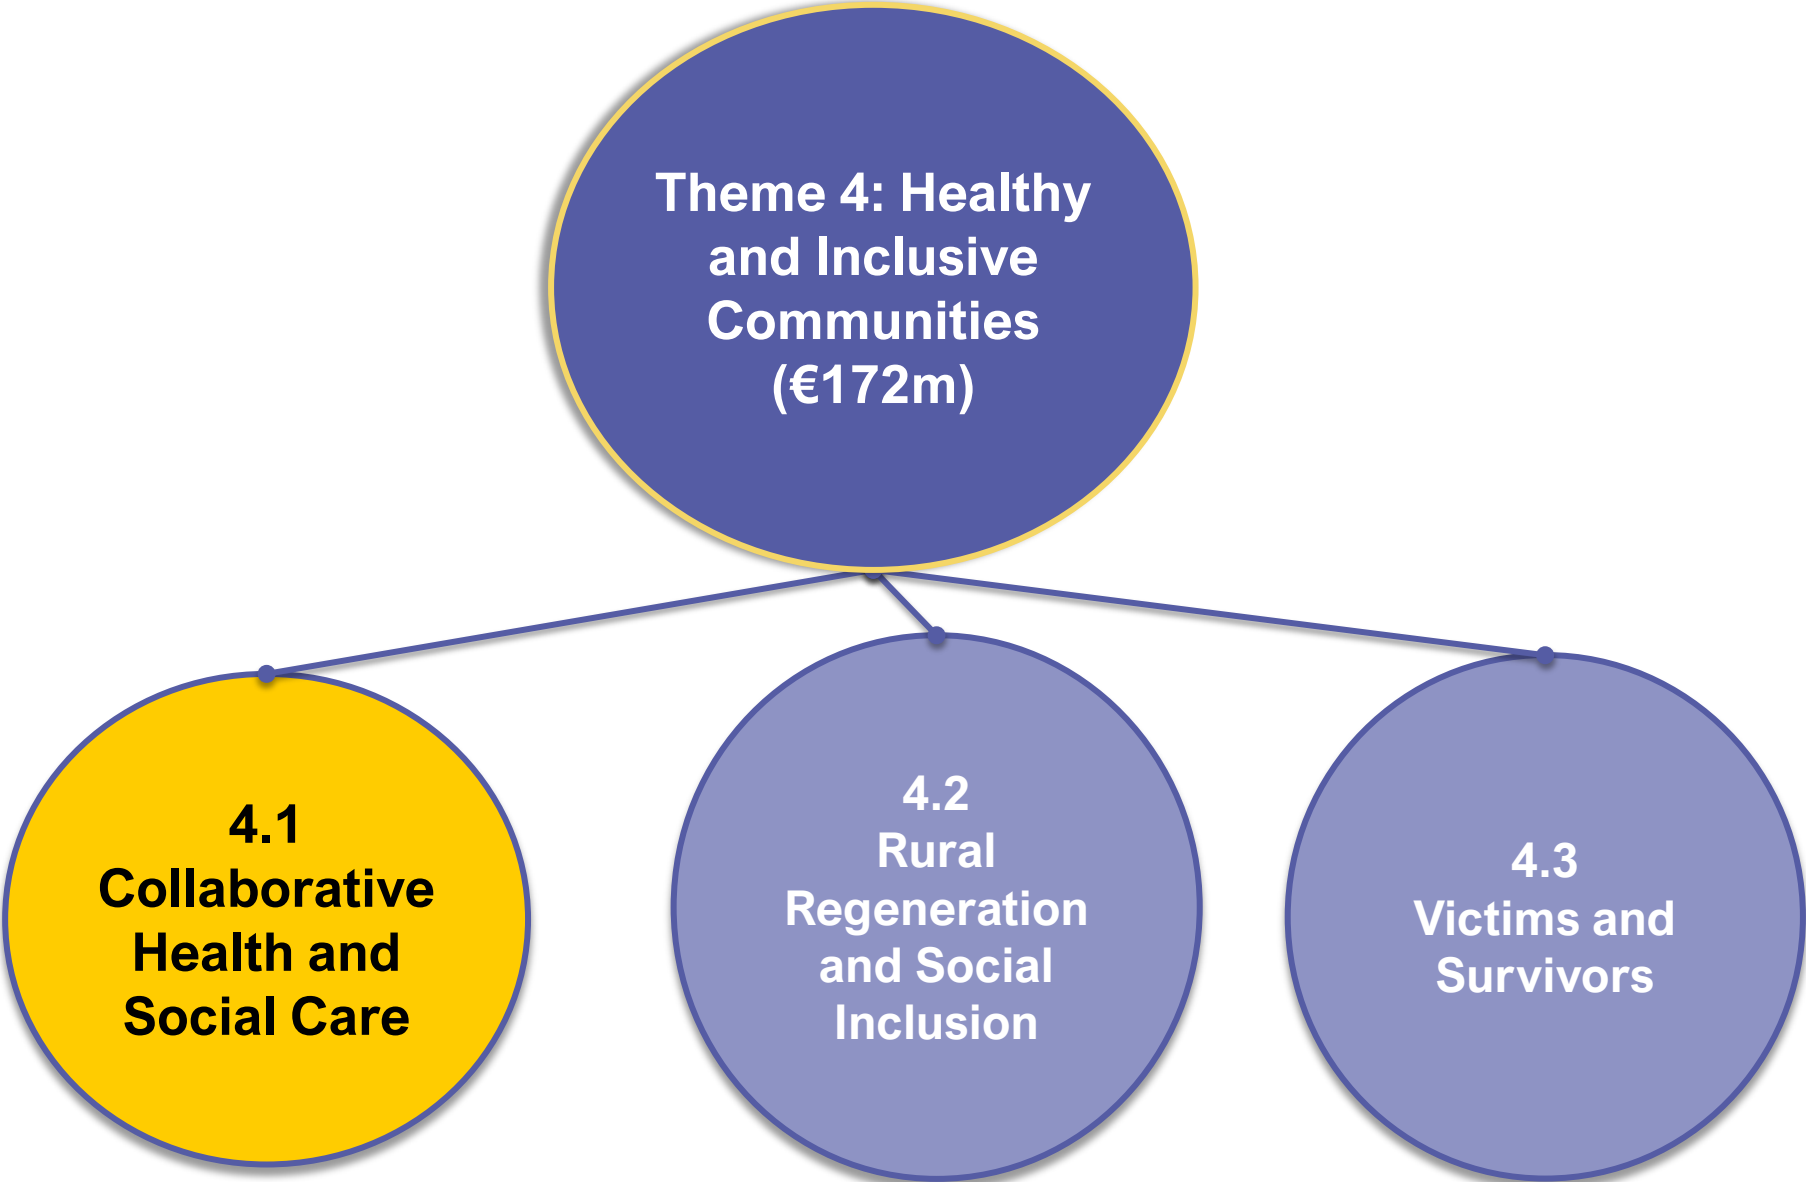 Theme 4: Healthy
and Inclusive
Communities
(€172m)
4.1
Collaborative
Health and
Social Care
4.2
Rural
Regeneration
and Social
Inclusion
4.3
Victims and
Survivors